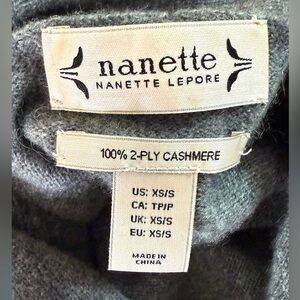 nanette
NANETTE LEPORE
100% 2-PLY CASHMERE
US: XS/S
CA: TP/P
UK: XS/S
EU: XS/S
MADE IN
CHINA